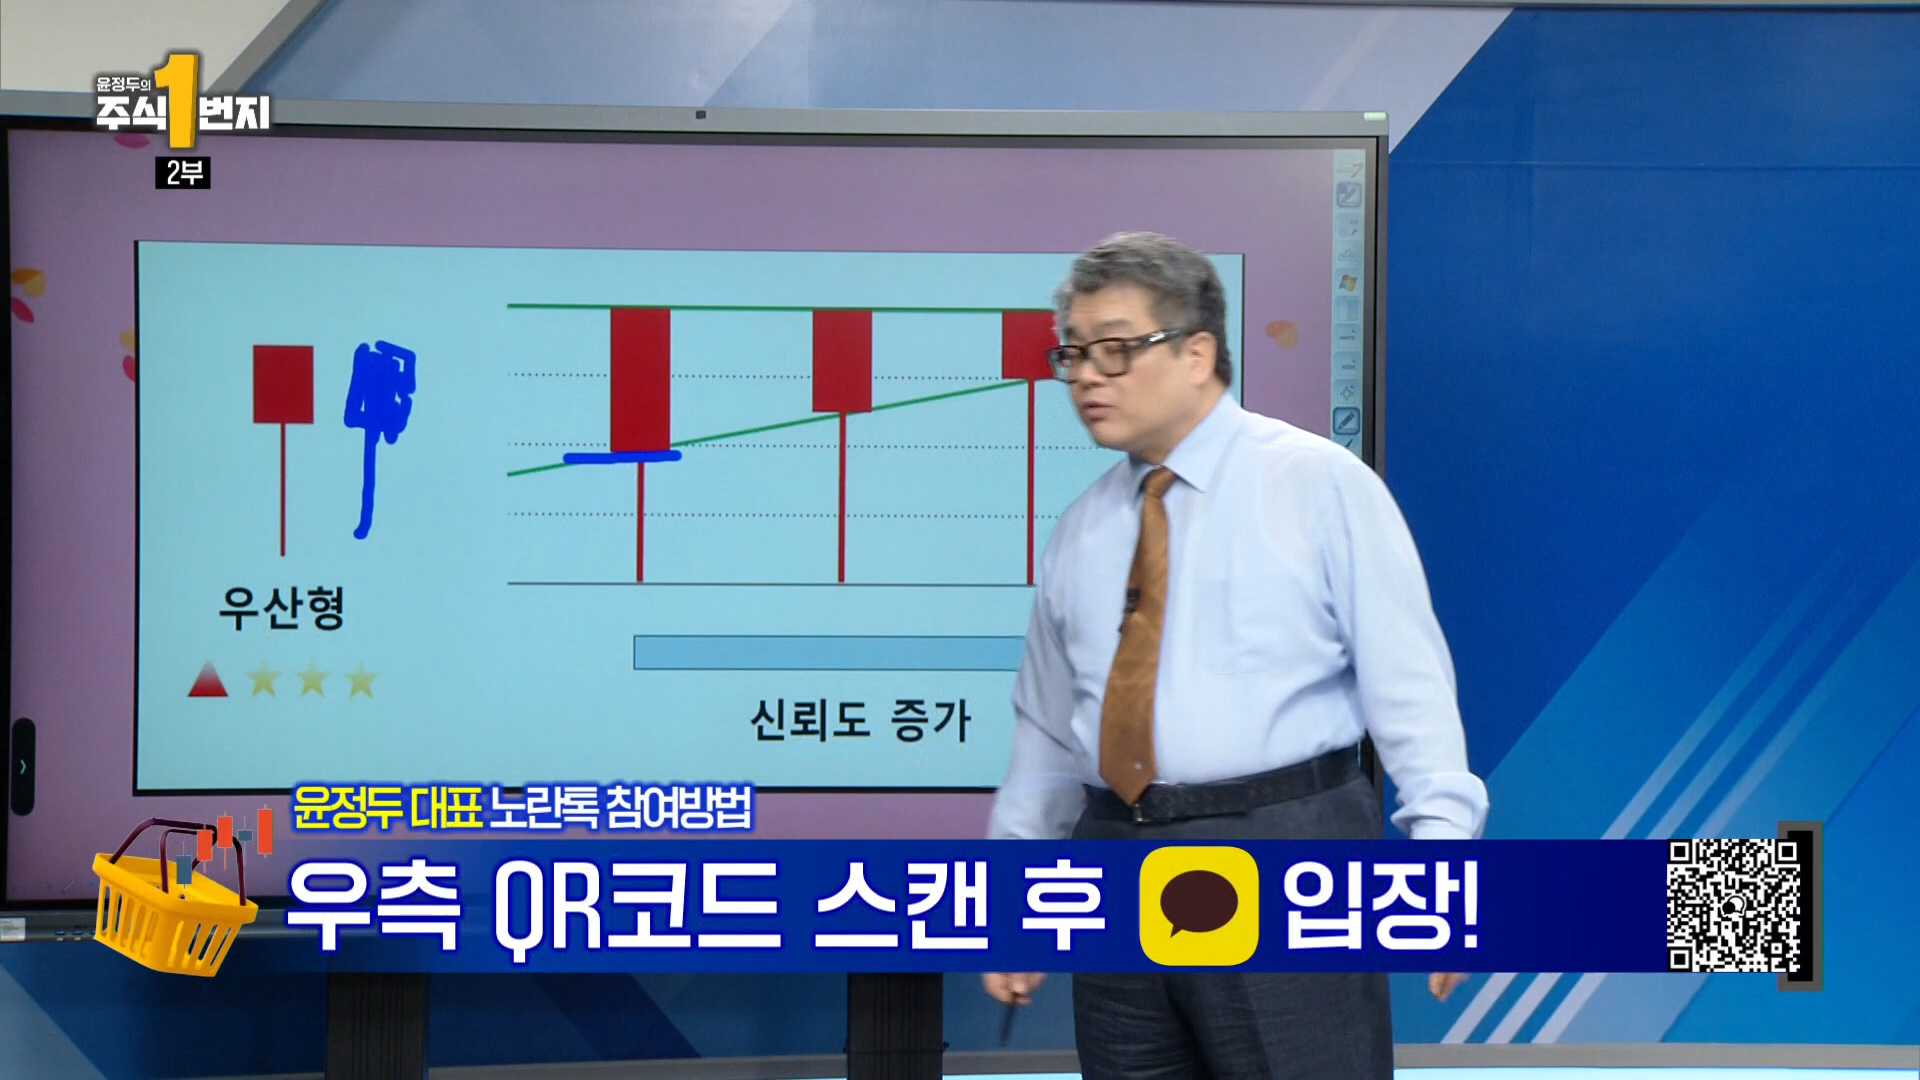 윤정두의
주식1번지
2부
우산형
신뢰도 증가
윤정두 대표 노란톡 참여방법
우측 QR코드 스캔 후 입장!